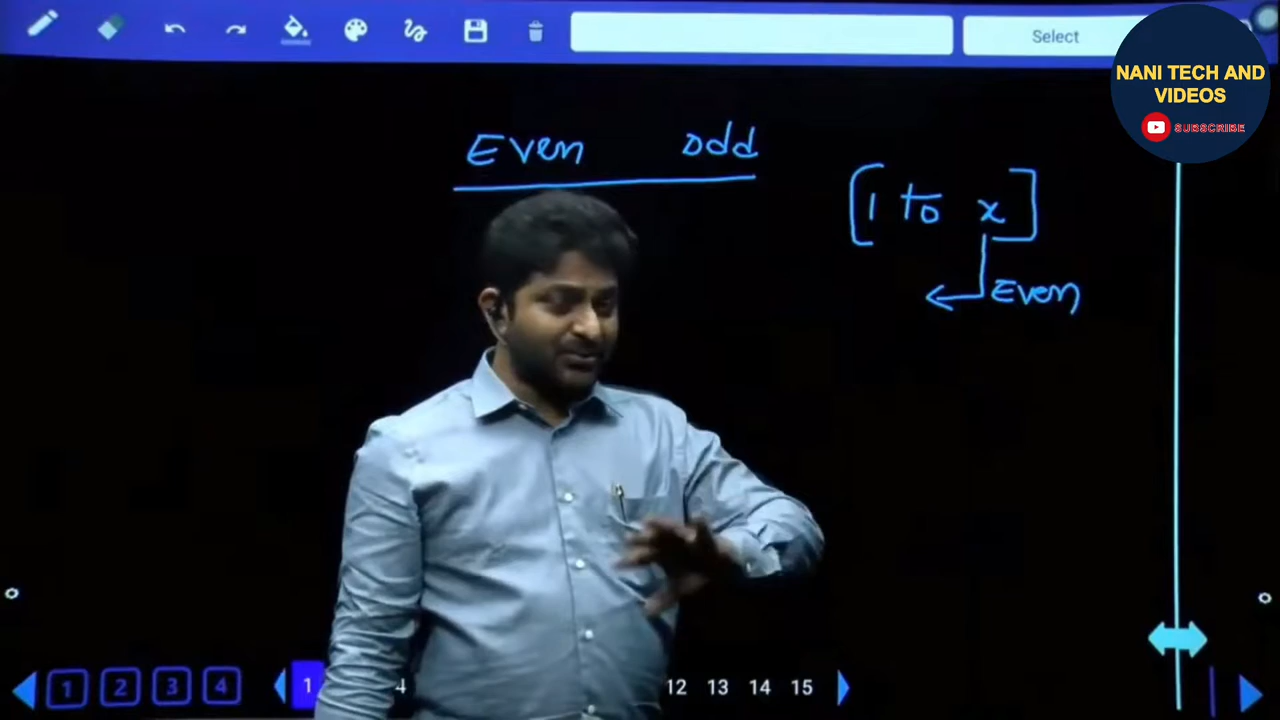 Select
NANI TECH AND
VIDEOS
SUBSCRIBE
Even odd
[1 to x]
Even
1 2 3 4 1 4 12 13 14 15